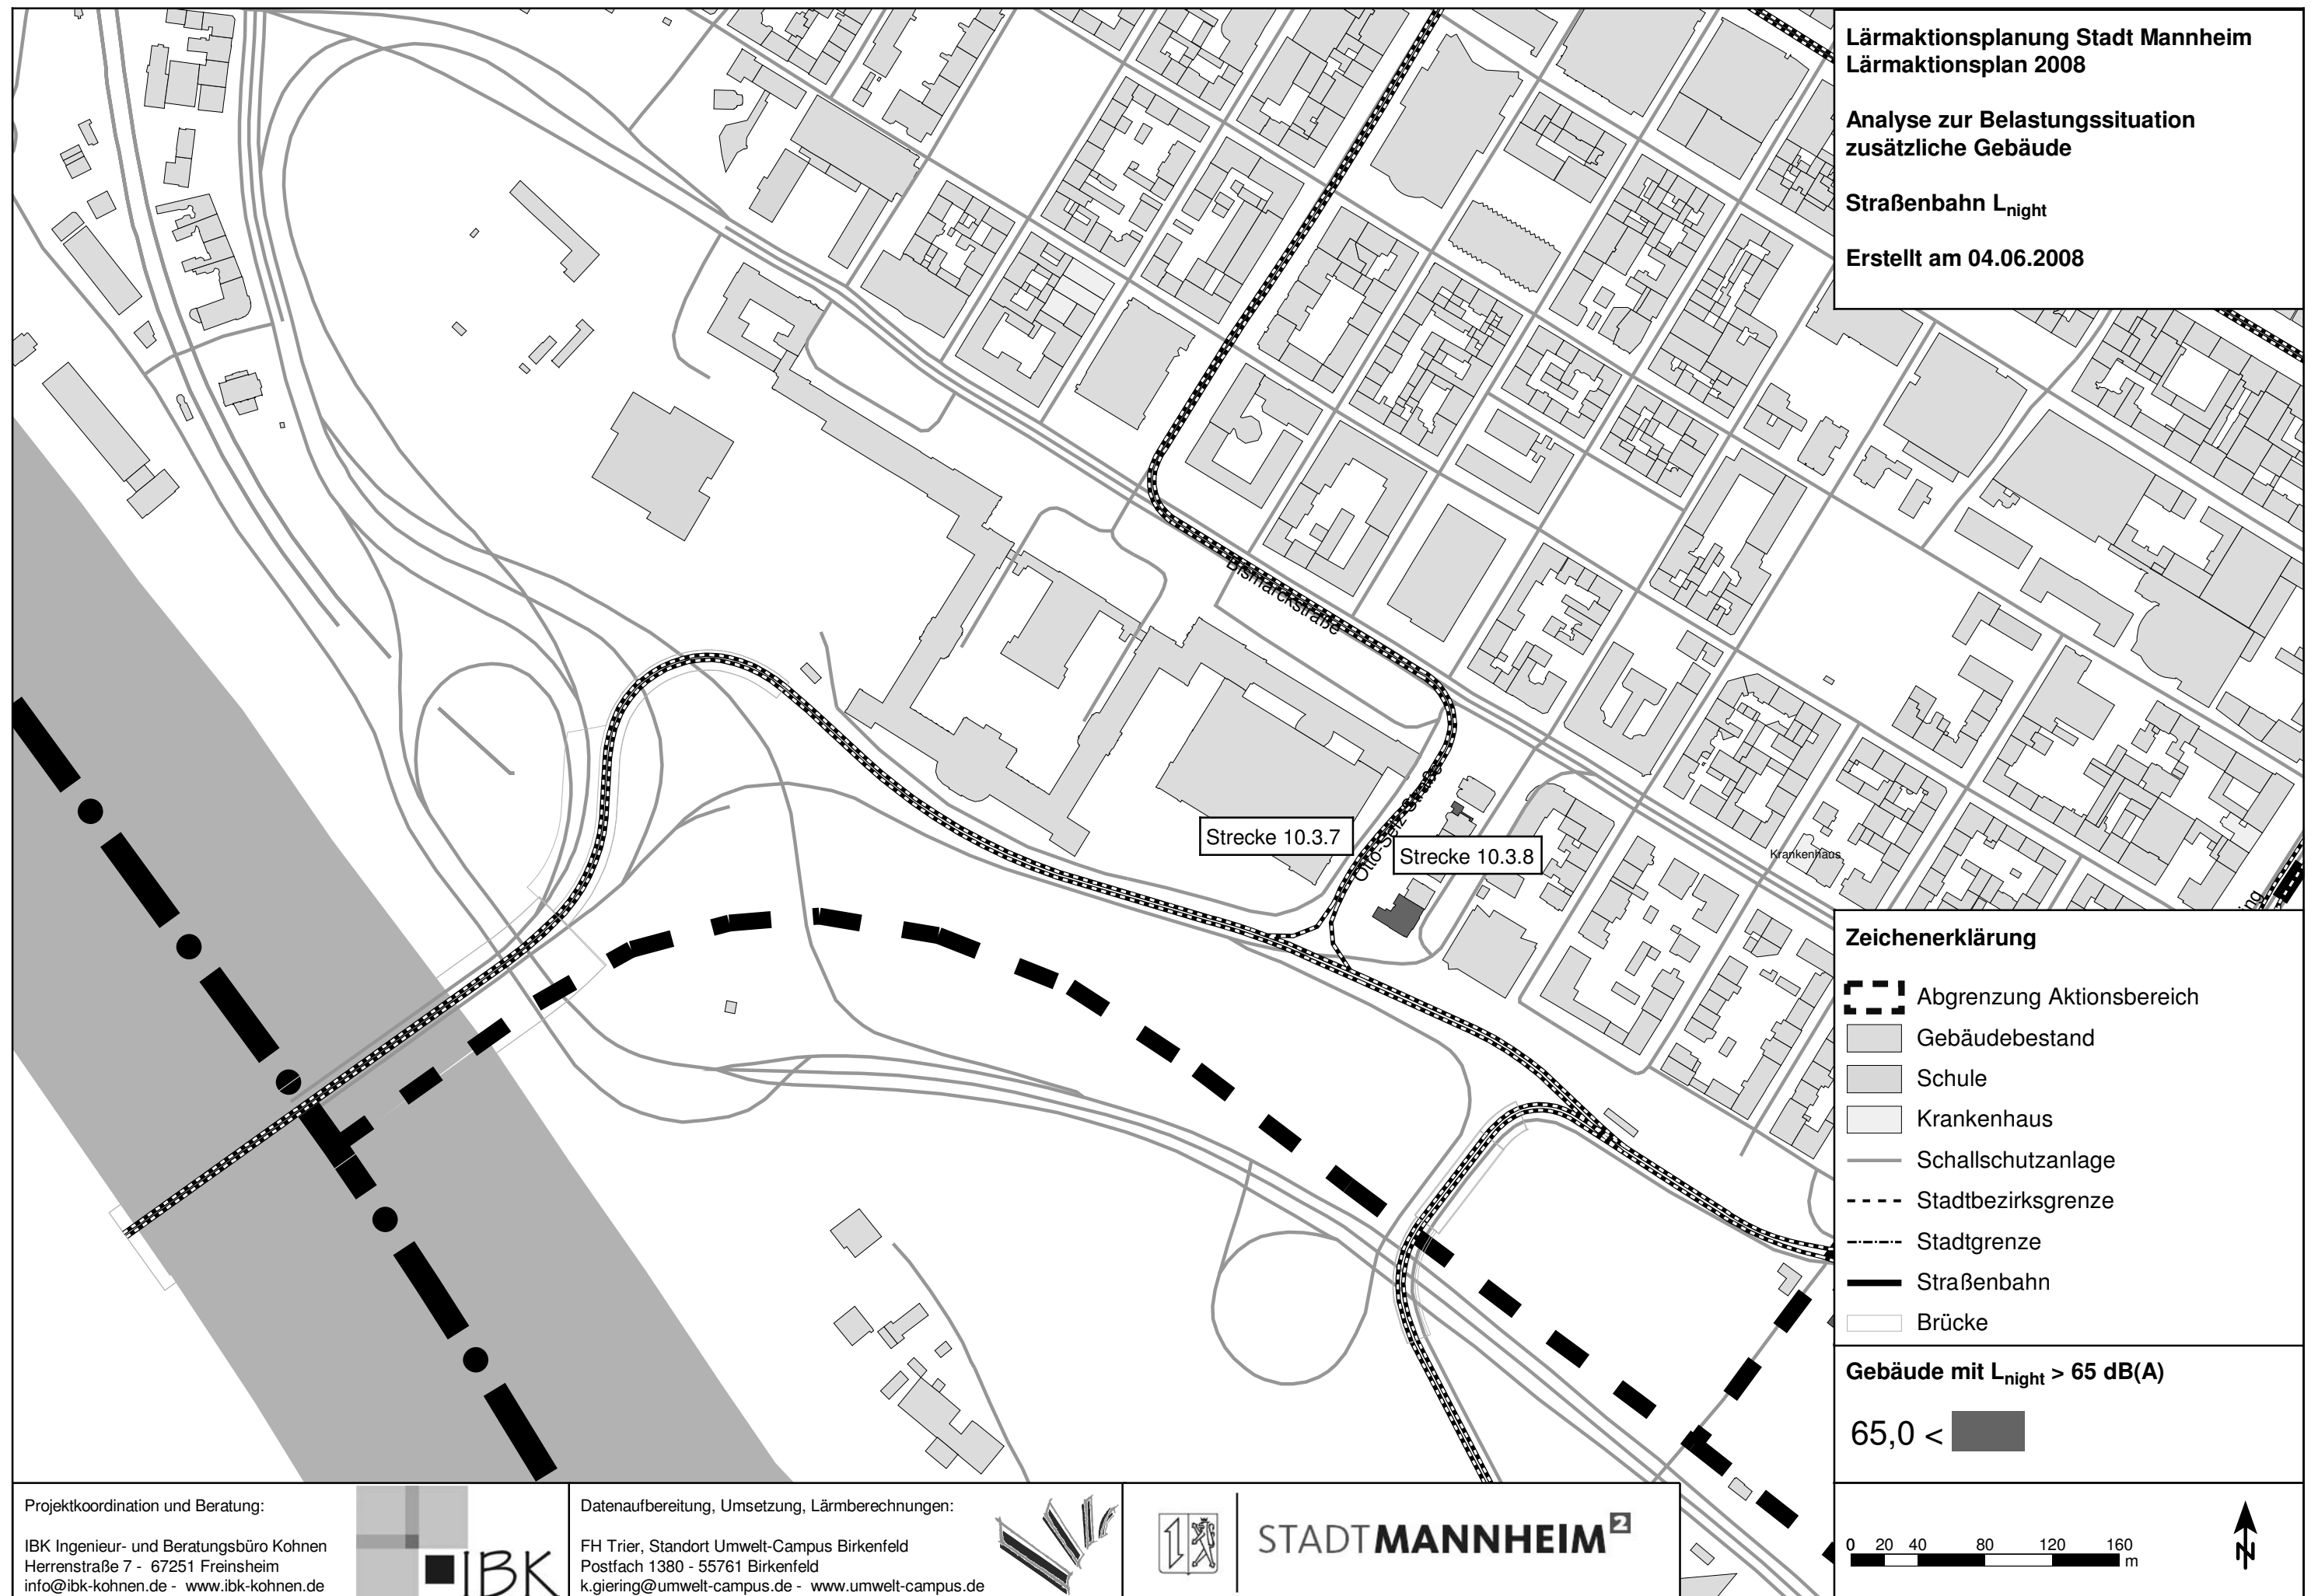 Lärmaktionsplanung Stadt Mannheim
Lärmaktionsplan 2008
Analyse zur Belastungssituation
zusätzliche Gebäude
Straßenbahn Lnight
Erstellt am 04.06.2008
Bismarckstraße
Strecke 10.3.7
Strecke 10.3.8
Krankenhaus
Zeichenerklärung
Abgrenzung Aktionsbereich
Gebäudebestand
Schule
Krankenhaus
Schallschutzanlage
Stadtbezirksgrenze
Stadtgrenze
Straßenbahn
Brücke
Gebäude mit Lnight > 65 dB(A)
65,0 <
0 20 40 80 120 160
m
N
Projektkoordination und Beratung:
IBK Ingenieur- und Beratungsbüro Kohnen
Herrenstraße 7 - 67251 Freinsheim
info@ibk-kohnen.de - www.ibk-kohnen.de
IBK
Datenaufbereitung, Umsetzung, Lärmberechnungen:
FH Trier, Standort Umwelt-Campus Birkenfeld
Postfach 1380 - 55761 Birkenfeld
k.giering@umwelt-campus.de - www.umwelt-campus.de
STADTMANNHEIM²